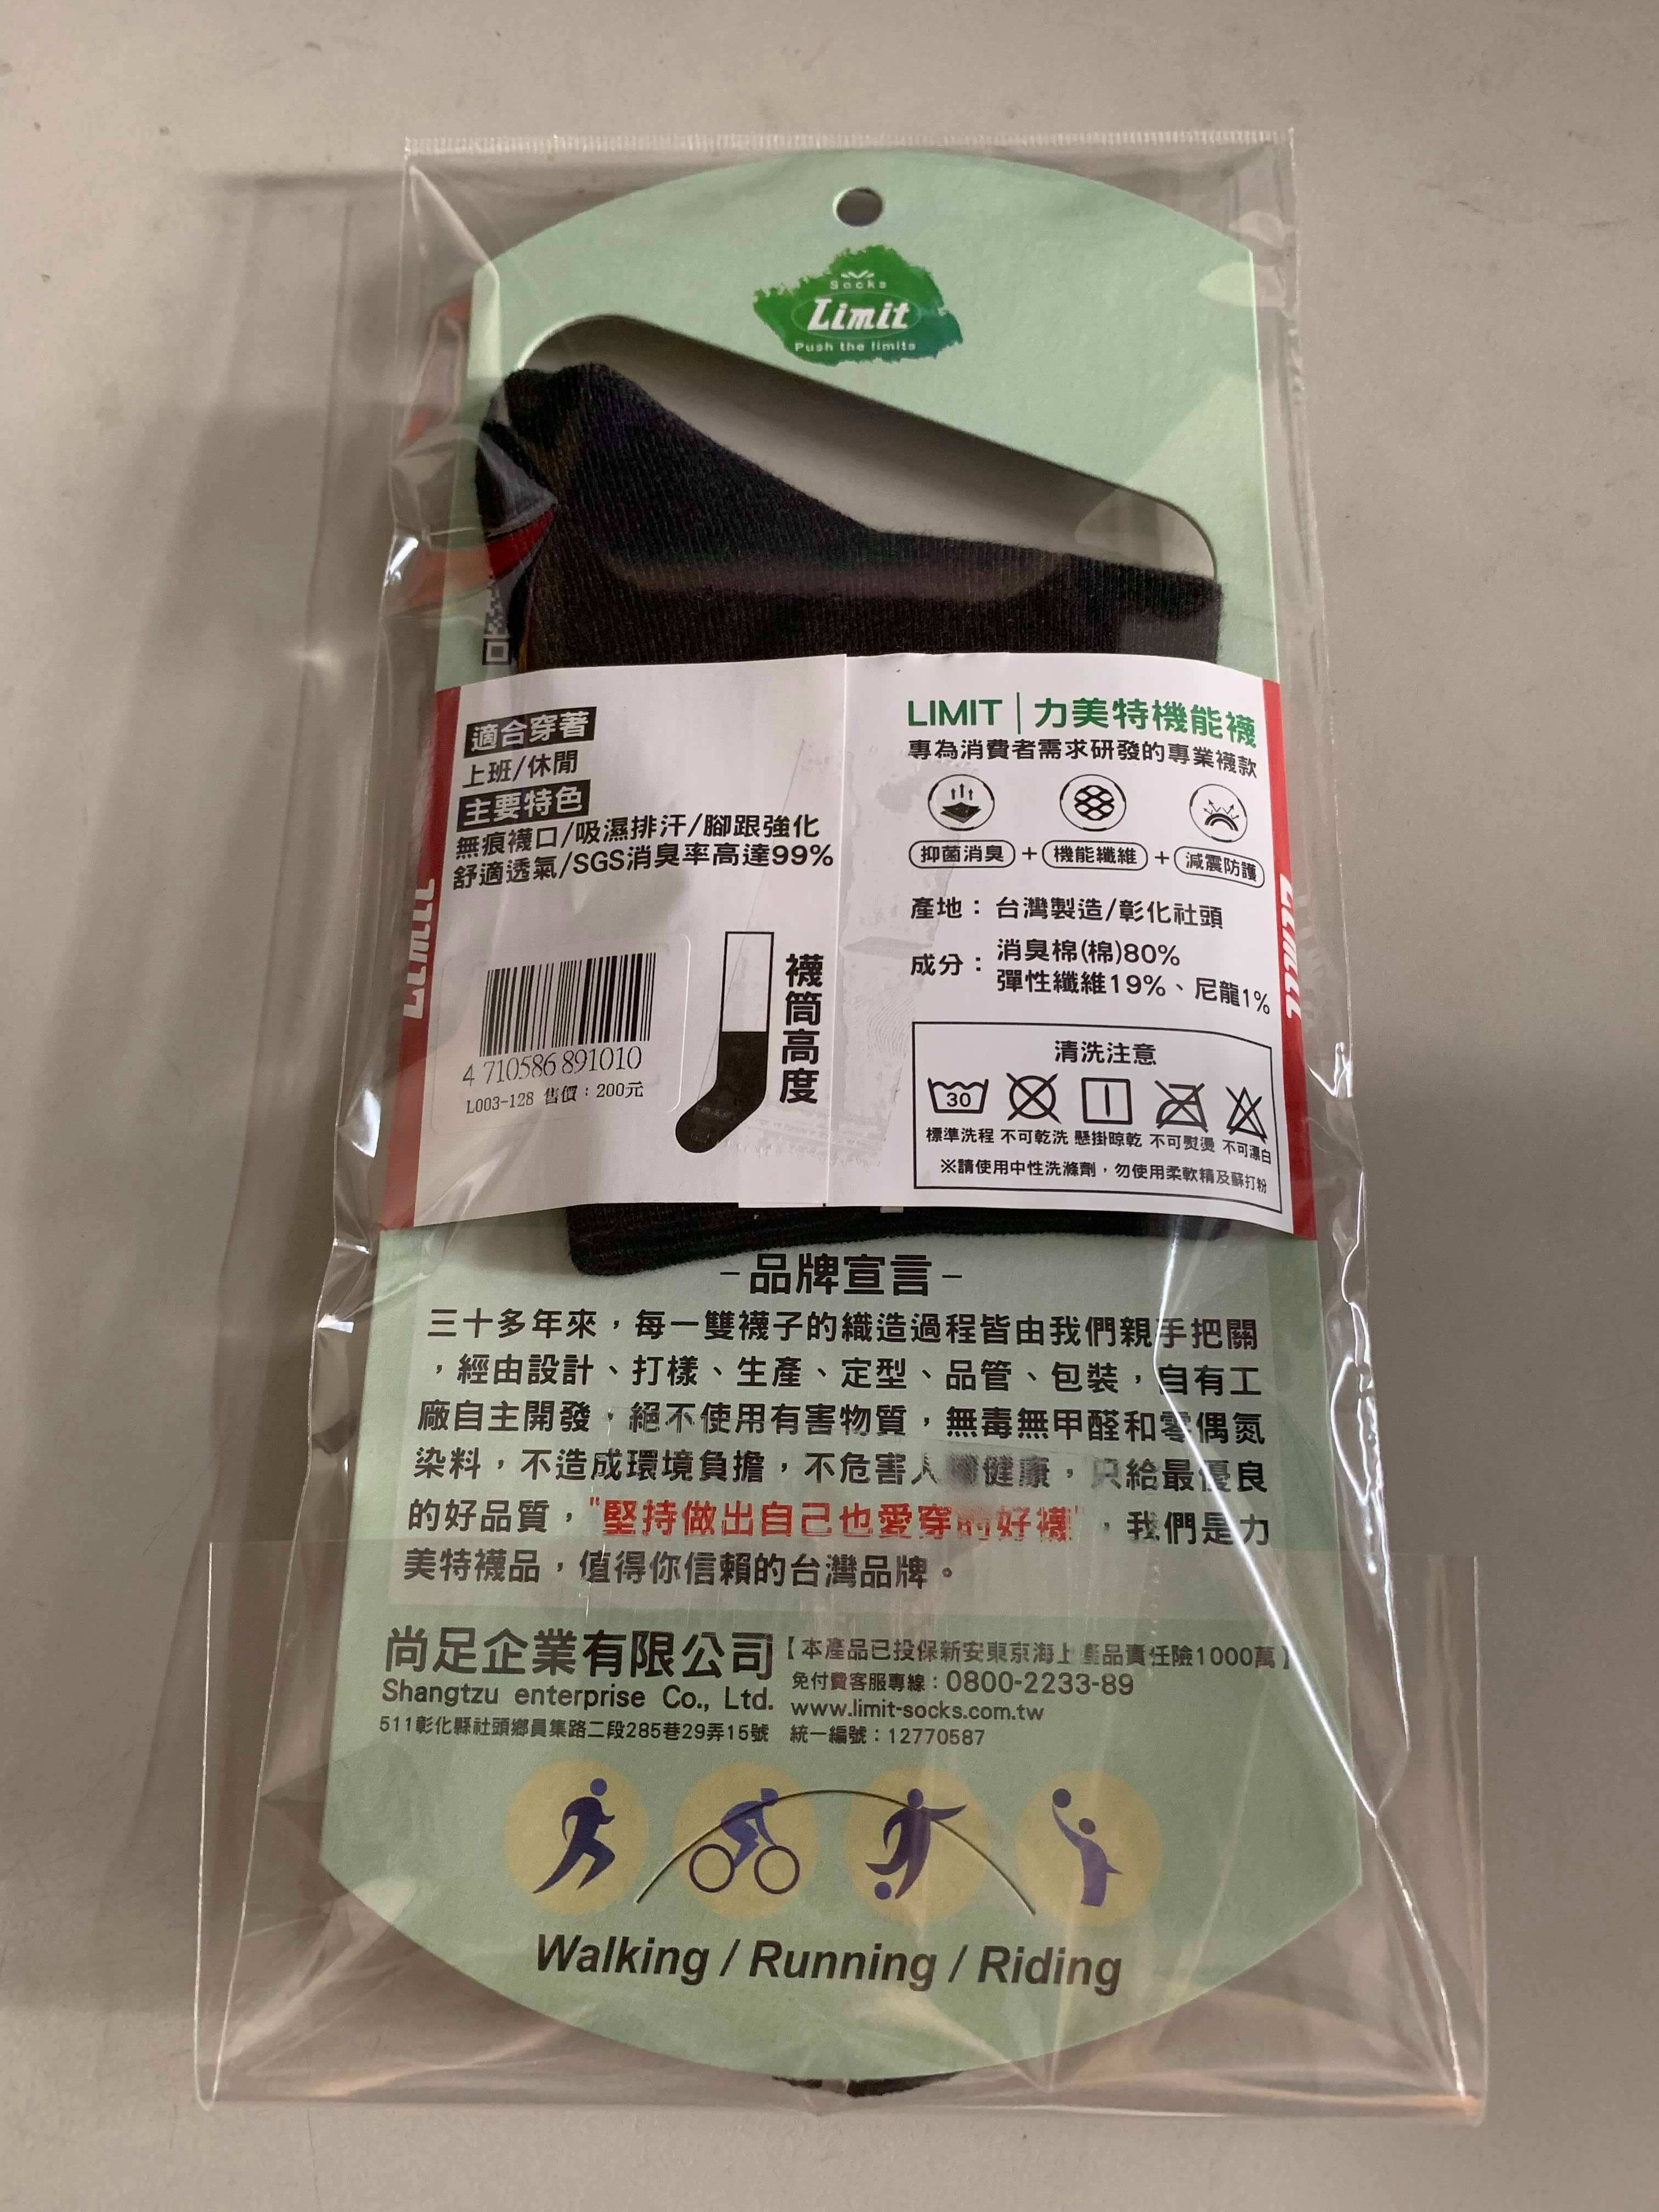 Socks
Limit
Push the limits
適合穿著
上班/休閒
主要特色
無痕襪口/吸濕排汗/腳跟強化
舒適透氣/SGS消臭率高達99%
4 710586 891010
L003-128 售價：200元
襪筒高度
Limit
LIMIT|力美特機能襪
專為消費者需求研發的專業襪款
抑菌消臭+機能纖維+減震防護
產地：台灣製造/彰化社頭
成分：消臭棉(棉)80%
彈性纖維19%、尼龍1%
清洗注意
30
標準洗程 不可乾洗 懸掛晾乾 不可熨燙 不可漂白
※請使用中性洗滌劑，勿使用柔軟精及蘇打粉
Limit
-品牌宣言-
三十多年來，每一雙襪子的織造過程皆由我們親手把關
，經由設計、打樣、生產、定型、品管、包裝，自有工
廠自主開發，絕不使用有害物質，無毒無甲醛和零偶氮
染料，不造成環境負擔，不危害人健康，只給最優良
的好品質，"堅持做出自己也愛穿的好襪"，我們是力
美特襪品，值得你信賴的台灣品牌。
尚足企業有限公司
Shangtzu enterprise Co., Ltd.
511彰化縣社頭鄉員集路二段285巷29弄15號
【本產品已投保新安東京海上產品責任險1000萬】
免付費客服專線：0800-2233-89
www.limit-socks.com.tw
統一編號：12770587
Walking / Running / Riding